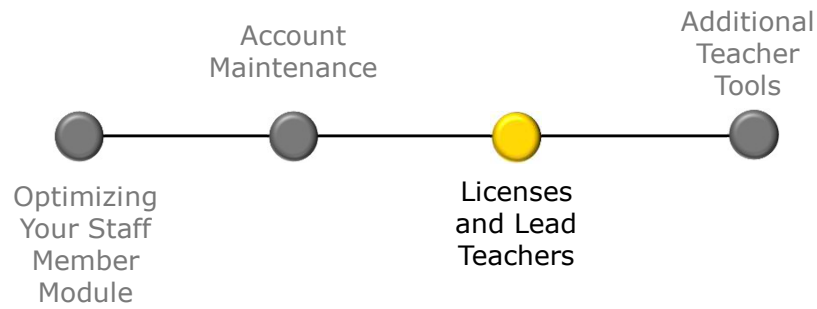 Account
Maintenance
Additional
Teacher
Tools
Optimizing
Your Staff
Member
Module
Licenses
and Lead
Teachers